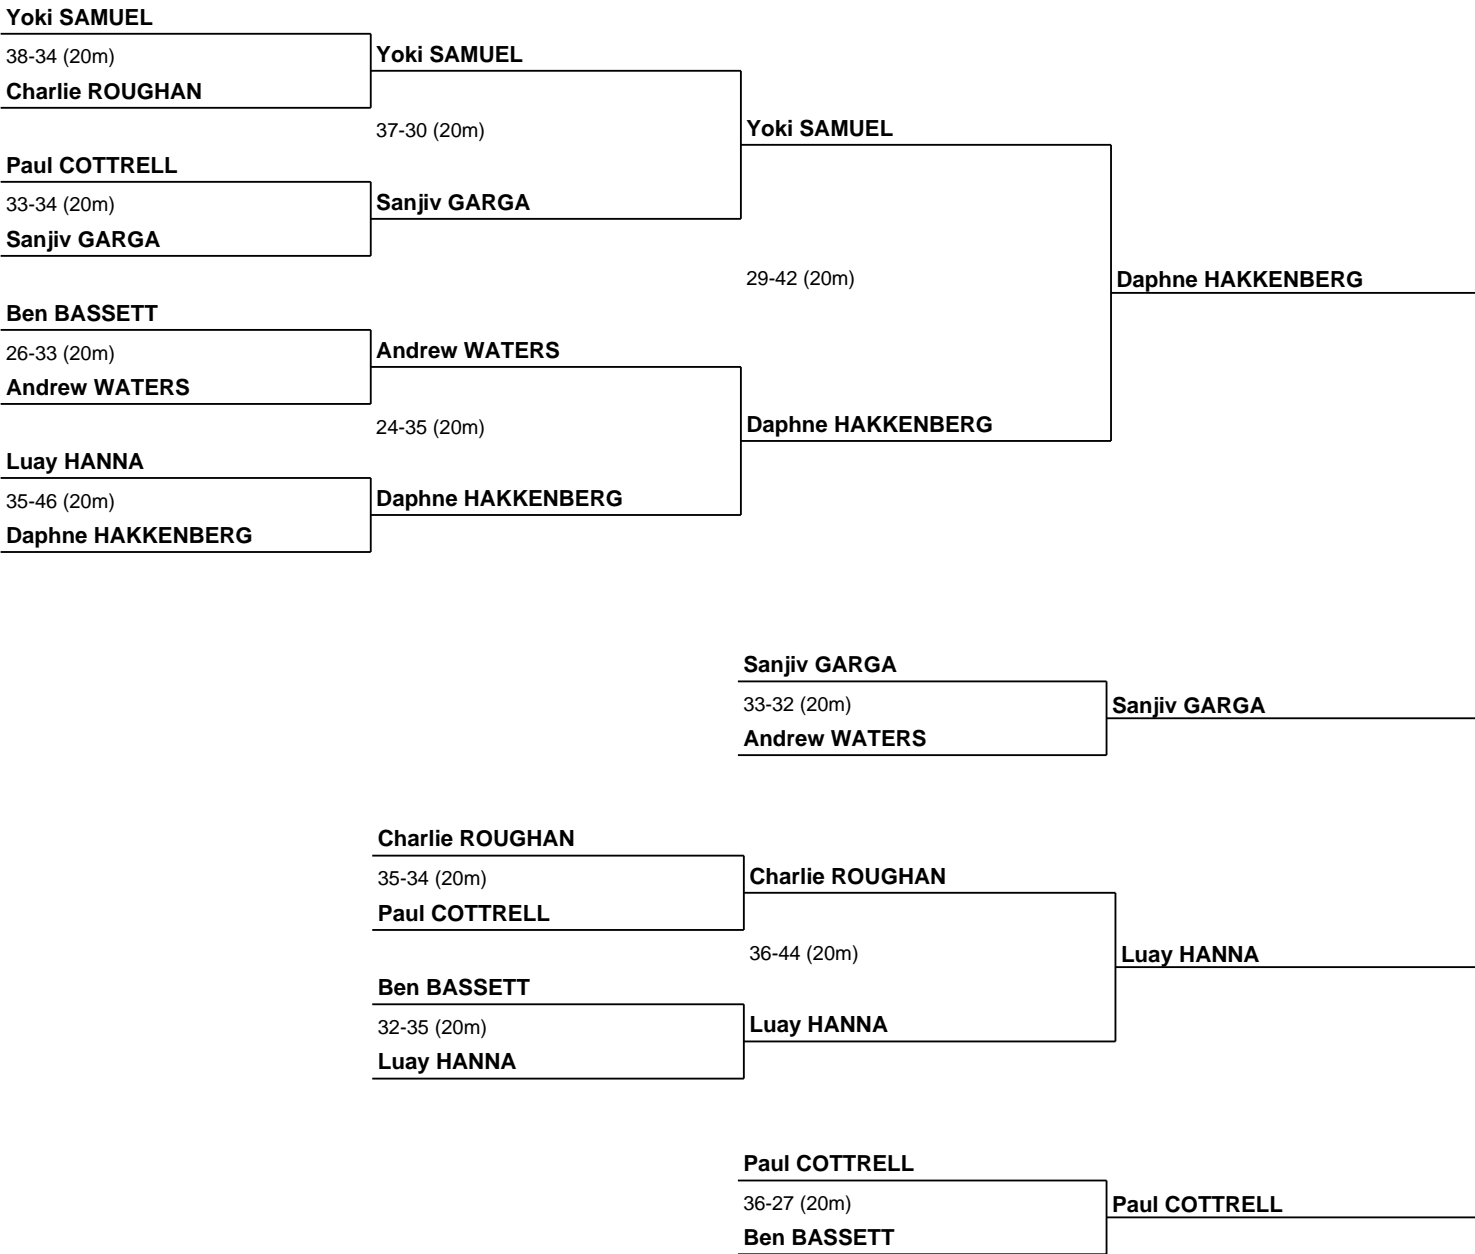 Yoki SAMUEL
38-34 (20m)
Charlie ROUGHAN
Yoki SAMUEL
37-30 (20m)
Paul COTTRELL
33-34 (20m)
Sanjiv GARGA
Sanjiv GARGA
Yoki SAMUEL
29-42 (20m)
Ben BASSETT
26-33 (20m)
Andrew WATERS
Andrew WATERS
24-35 (20m)
Luay HANNA
35-46 (20m)
Daphne HAKKENBERG
Daphne HAKKENBERG
Daphne HAKKENBERG
Daphne HAKKENBERG
Sanjiv GARGA
33-32 (20m)
Andrew WATERS
Sanjiv GARGA
Charlie ROUGHAN
35-34 (20m)
Paul COTTRELL
Charlie ROUGHAN
36-44 (20m)
Ben BASSETT
32-35 (20m)
Luay HANNA
Luay HANNA
Luay HANNA
Paul COTTRELL
36-27 (20m)
Ben BASSETT
Paul COTTRELL